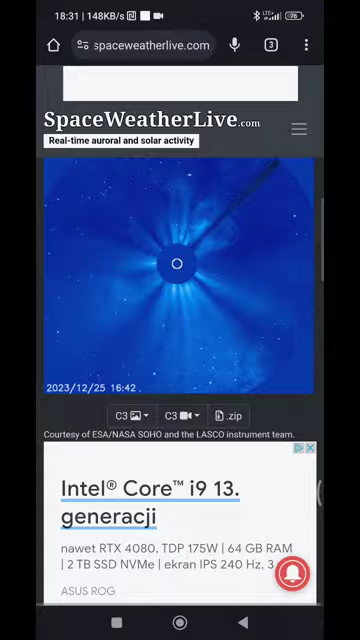 18:31 | 148KB/s
LTE+
76
spaceweatherlive.com
3
SpaceWeatherLive.com
Real-time auroral and solar activity
2023/12/25 16:42
C3
C3
.zip
Courtesy of ESA/NASA SOHO and the LASCO instrument team.
Intel® Core™ i9 13.
generacji
nawet RTX 4080, TDP 175W | 64 GB RAM
| 2 TB SSD NVMe | ekran IPS 240 Hz, 3
ASUS ROG